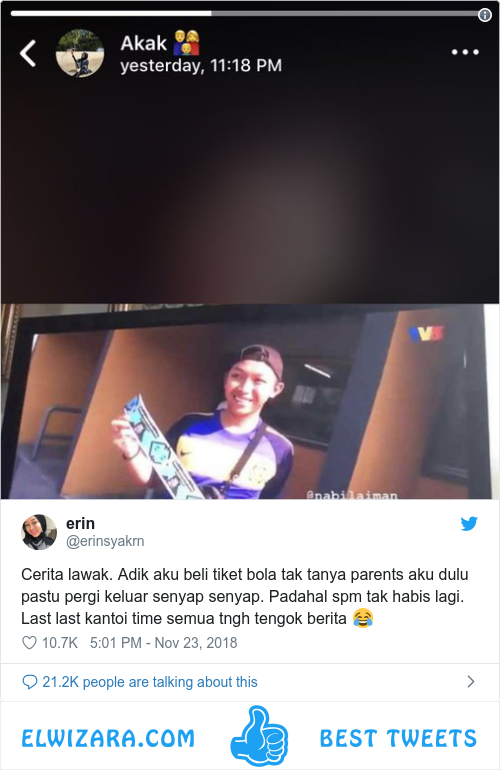 Akak
yesterday, 11:18 PM
V3
@nabilaiman
erin
@erinsyakrn
Cerita lawak. Adik aku beli tiket bola tak tanya parents aku dulu
pastu pergi keluar senyap senyap. Padahal spm tak habis lagi.
Last last kantoi time semua tngh tengok berita 😂
10.7K 5:01 PM - Nov 23, 2018
21.2K people are talking about this
ELWIZARA.COM BEST TWEETS